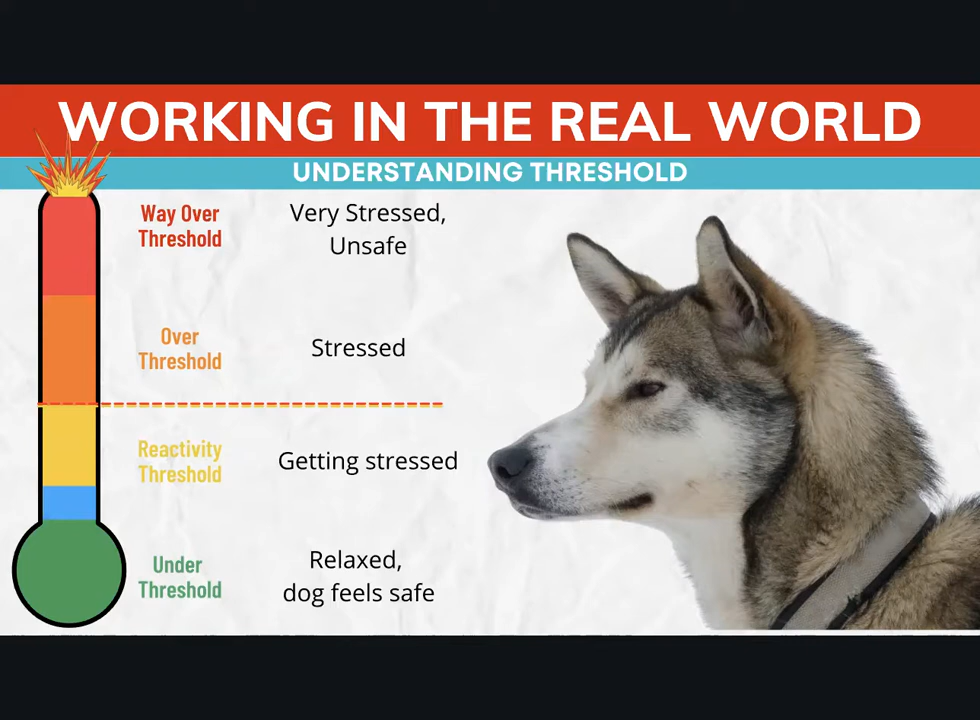 WORKING IN THE REAL WORLD
UNDERSTANDING THRESHOLD
Way Over
Threshold
Very Stressed,
Unsafe
Over
Threshold
Stressed
Reactivity
Threshold
Getting stressed
Under
Threshold
Relaxed,
dog feels safe